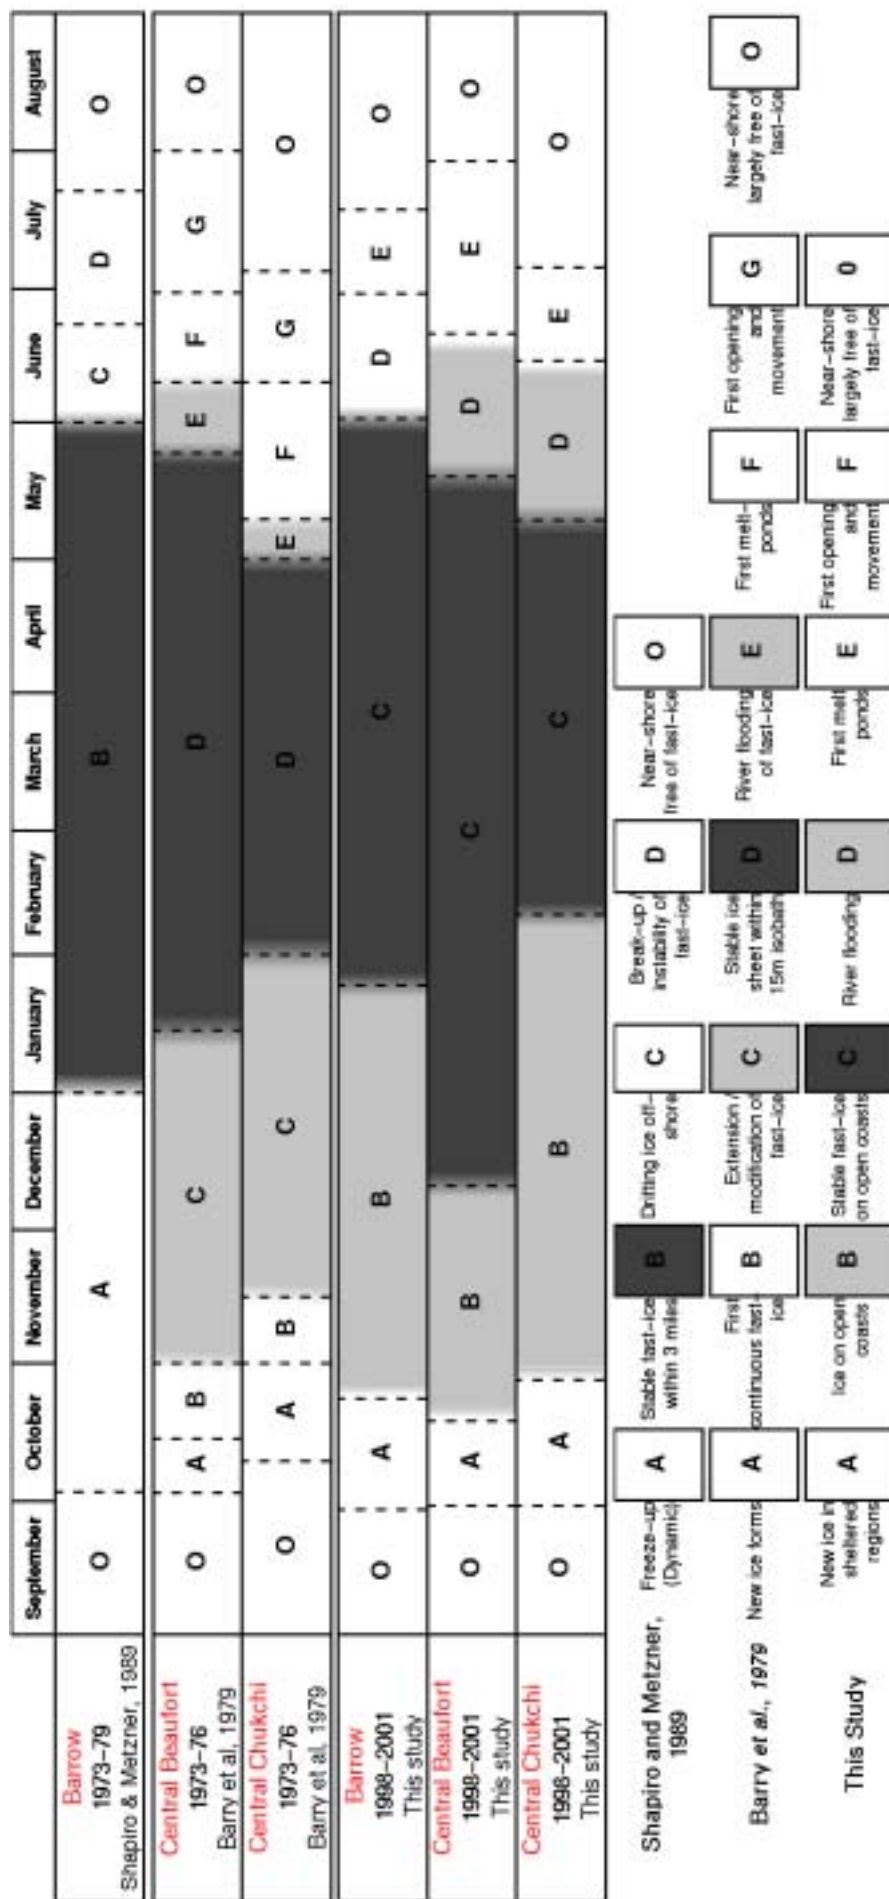 September October November December January February March April May June July August
Barrow
1973–79
Shapiro & Metzner, 1989
O A B C D O
Central Beaufort
1973–76
Barry et al, 1979
O A B C D E F G O
Central Chukchi
1973–76
Barry et al, 1979
O A B C D E F G O
Barrow
1998–2001
This study
O A B C D E O
Central Beaufort
1998–2001
This study
O A B C D E O
Central Chukchi
1998–2001
This study
O A B C D E O
Shapiro and Metzner,
1989
Freeze–up
(Dynamic)
A
Stable fast–ice
within 3 miles
B
Drifting ice off–
shore
C
Break–up /
instability of
fast–ice
D
Near–shore
free of fast–ice
O
Barry et al., 1979
New ice forms
A
First
continuous fast–
ice
B
Extension /
modification of
fast–ice
C
Stable ice
sheet within
15m isobath
D
River flooding
of fast–ice
E
First melt–
ponds
F
First opening
and
movement
G
Near–shore
largely free of
fast–ice
O
This Study
New ice in
sheltered
regions
A
Ice on open
coasts
B
Stable fast–ice
on open coasts
C
River flooding
D
First melt
ponds
E
First opening
and
movement
F
Near–shore
largely free of
fast–ice
0